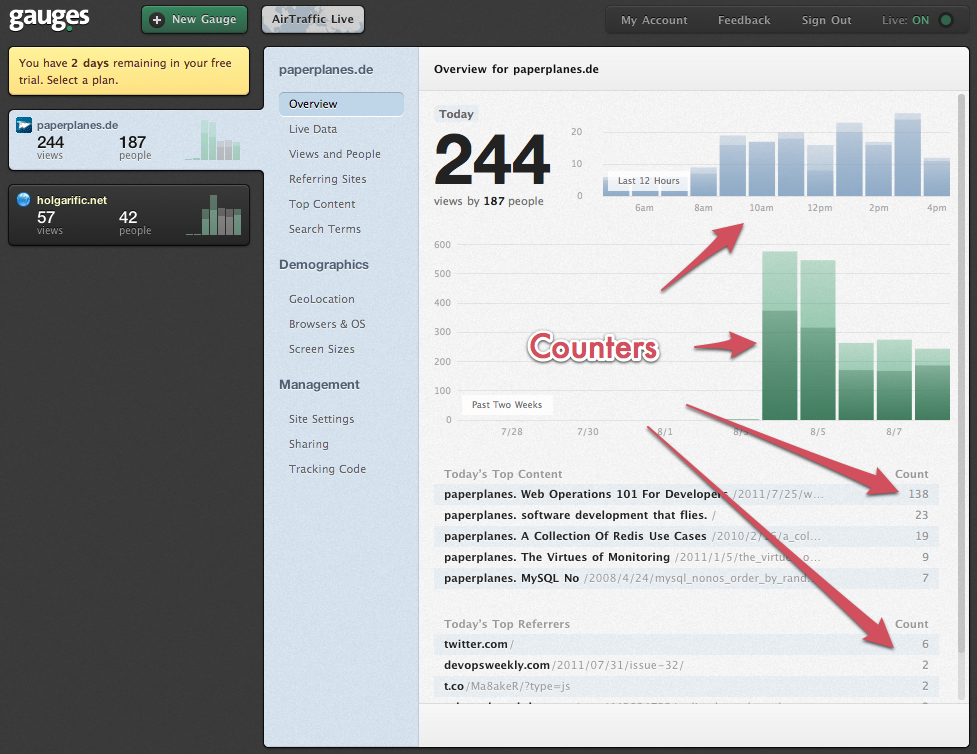 gauges
New Gauge
AirTraffic Live
My Account
Feedback
Sign Out
Live: ON
You have 2 days remaining in your free
trial. Select a plan.
paperplanes.de
244
187
views
people
holgarific.net
57
42
views
people
paperplanes.de
Overview
Live Data
Views and People
Referring Sites
Top Content
Search Terms
Demographics
GeoLocation
Browsers & OS
Screen Sizes
Management
Site Settings
Sharing
Tracking Code
Overview for paperplanes.de
Today
244
views by 187 people
20
10
0
Last 12 Hours
6am
8am
10am
12pm
2pm
4pm
600
500
400
300
200
100
0
Counters
Past Two Weeks
7/28
7/30
8/1
8/3
8/5
8/7
Today's Top Content Count
paperplanes. Web Operations 101 For Developers /2011/7/25/w... 138
paperplanes. software development that flies. / 23
paperplanes. A Collection Of Redis Use Cases /2010/2/ /a_col... 19
paperplanes. The Virtues of Monitoring /2011/1/5/the_virtues_o... 9
paperplanes. MySQL No /2008/4/24/mysql_nonos_order_by_rand... 7
Today's Top Referrers Count
twitter.com/ 6
devopsweekly.com/2011/07/31/issue-32/ 2
t.co/Ma8akeR/?type=js 2